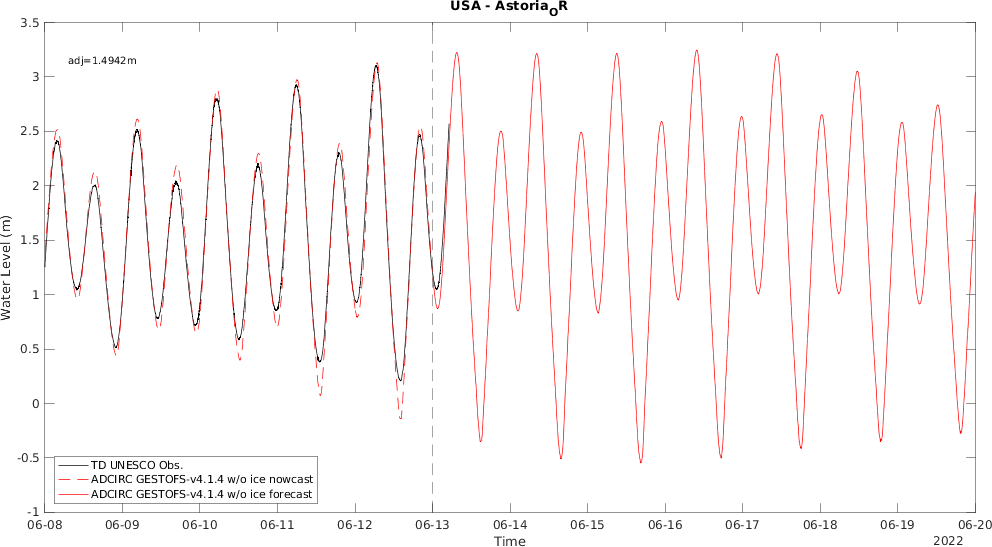 USA - Astoria_OR
adj=1.4942m
3.5
3
2.5
2
1.5
1
0.5
0
-0.5
-1
Water Level (m)
TD UNESCO Obs.
ADCIRC GESTOFS-v4.1.4 w/o ice nowcast
ADCIRC GESTOFS-v4.1.4 w/o ice forecast
06-08 06-09 06-10 06-11 06-12 06-13 06-14 06-15 06-16 06-17 06-18 06-19 06-20
Time
2022